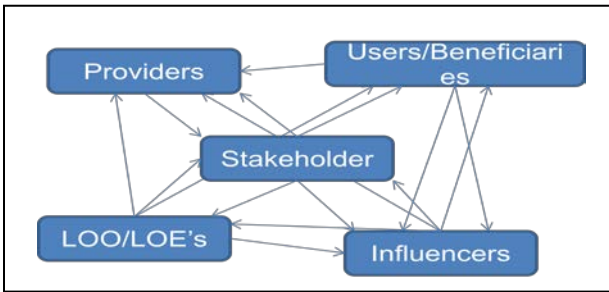 Providers
Users/Beneficiari
es
Stakeholder
LOO/LOE’s
Influencers